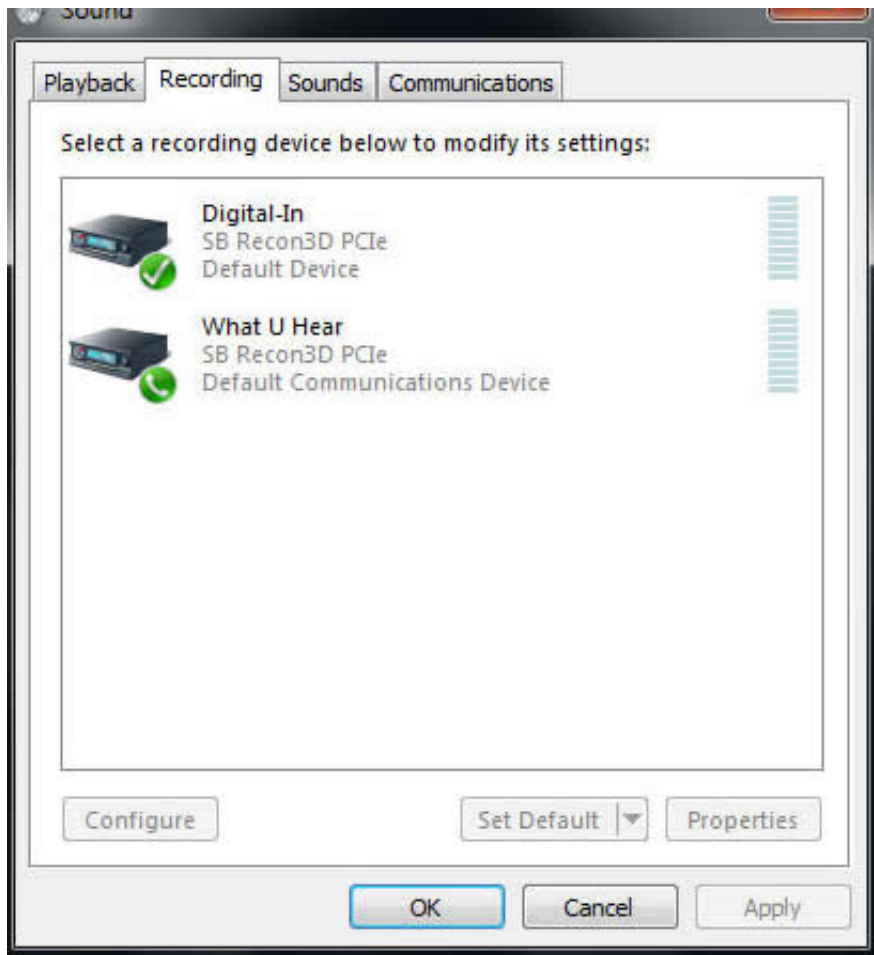 Sound
Playback
Recording
Sounds
Communications
Select a recording device below to modify its settings:
Digital-In
SB Recon3D PCIe
Default Device
What U Hear
SB Recon3D PCIe
Default Communications Device
Configure
Set Default
Properties
OK
Cancel
Apply